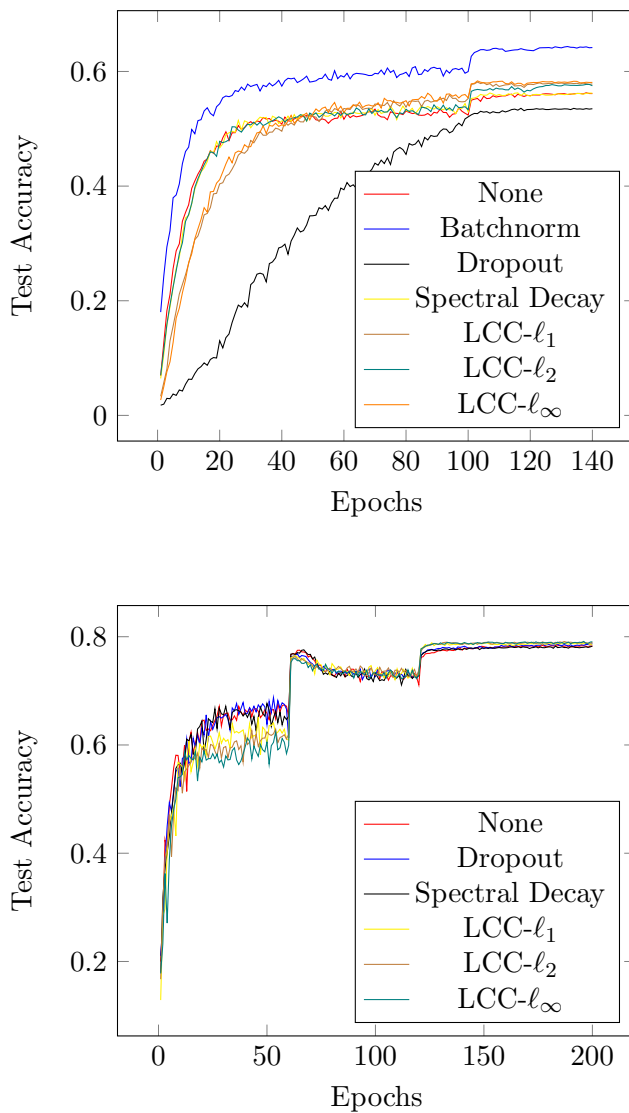 0.6
0.4
0.2
0
Test Accuracy
None
Batchnorm
Dropout
Spectral Decay
LCC-ℓ₁
LCC-ℓ₂
LCC-ℓ∞
0 20 40 60 80 100 120 140
Epochs
0.8
0.6
0.4
0.2
Test Accuracy
None
Dropout
Spectral Decay
LCC-ℓ₁
LCC-ℓ₂
LCC-ℓ∞
0 50 100 150 200
Epochs